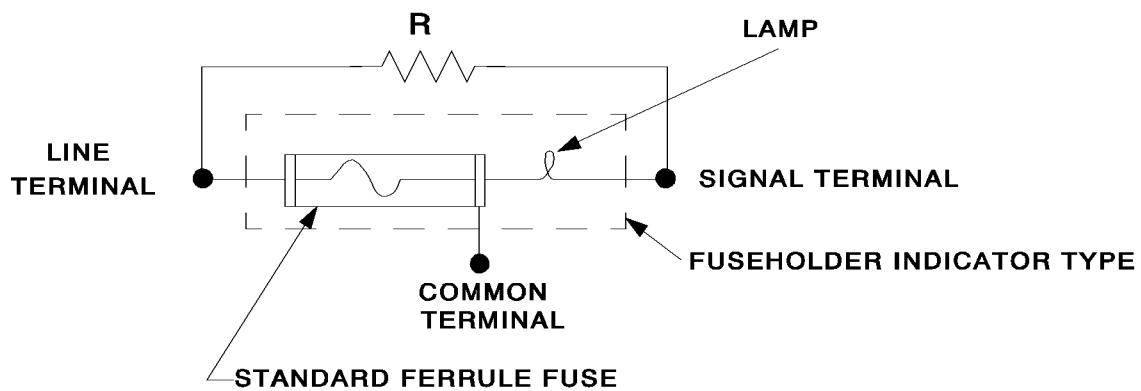 R
LAMP
LINE
TERMINAL
SIGNAL TERMINAL
FUSEHOLDER INDICATOR TYPE
COMMON
TERMINAL
STANDARD FERRULE FUSE